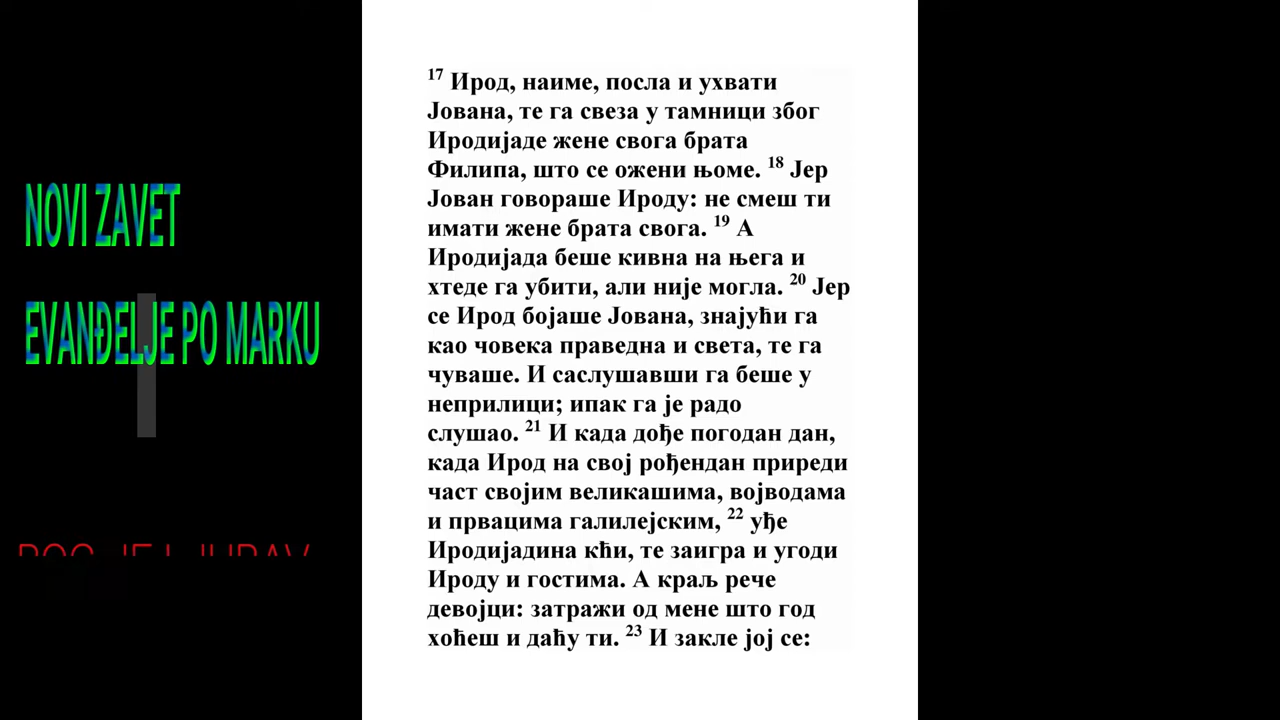 NOVI ZAVET
EVANĐELJE PO MARKU
17 Ирод, наиме, посла и ухвати
Јована, те га свеза у тамници због
Иродијаде жене свога брата
Филипа, што се ожени њоме. 18 Јер
Јован говораше Ироду: не смеш ти
имати жене брата свога. 19 А
Иродијада беше кивна на њега и
хтеде га убити, али није могла. 20 Јер
се Ирод бојаше Јована, знајући га
као човека праведна и света, те га
чуваше. И саслушавши га беше у
неприлици; ипак га је радо
слушао. 21 И када дође погодан дан,
када Ирод на свој рођендан приреди
част својим великашима, војводама
и првацима галилејским, 22 уђе
Иродијадина кћи, те заигра и угоди
Ироду и гостима. А краљ рече
девојци: затражи од мене што год
хоћеш и даћу ти. 23 И закле јој се: